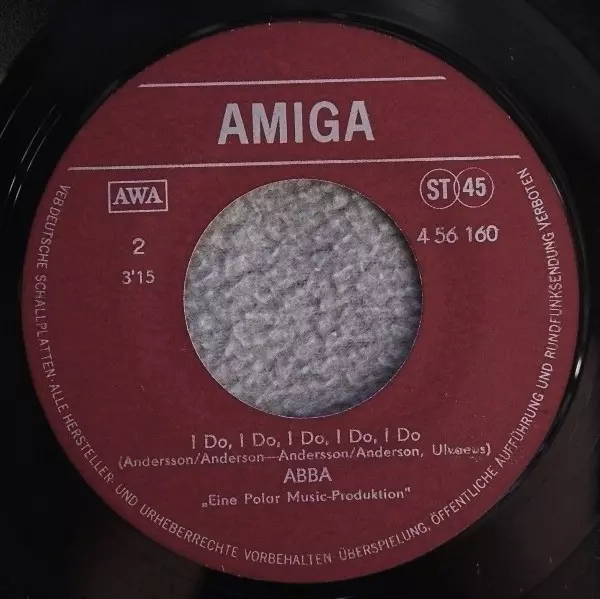 AMIGA
AWA
ST 45
2
4 56 160
3'15
I Do, I Do, I Do, I Do, I Do
(Andersson/Anderson—Andersson/Anderson, Ulvaeus)
ABBA
„Eine Polar Music-Produktion"
VEB DEUTSCHE SCHALLPLATTEN · ALLE HERSTELLER- UND URHEBERRECHTE VORBEHALTEN · ÜBERSPIELUNG, ÖFFENTLICHE AUFFÜHRUNG UND RUNDFUNKSENDUNG VERBOTEN